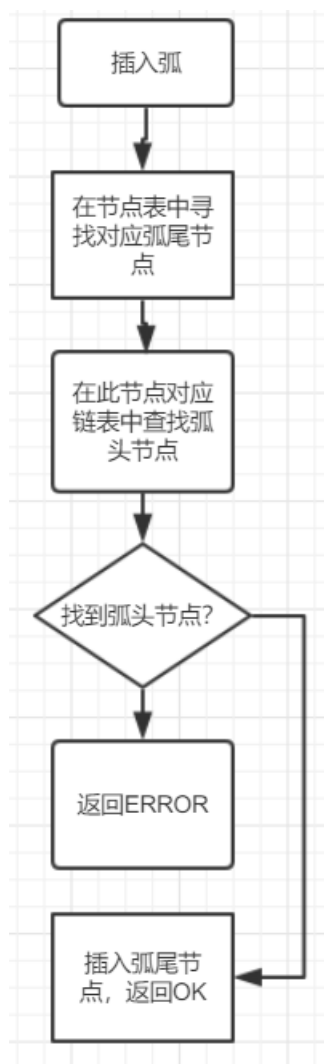 插入弧
在节点表中寻
找对应弧尾节
点
在此节点对应
链表中查找弧
头节点
找到弧头节点?
返回ERROR
插入弧尾节
点，返回OK